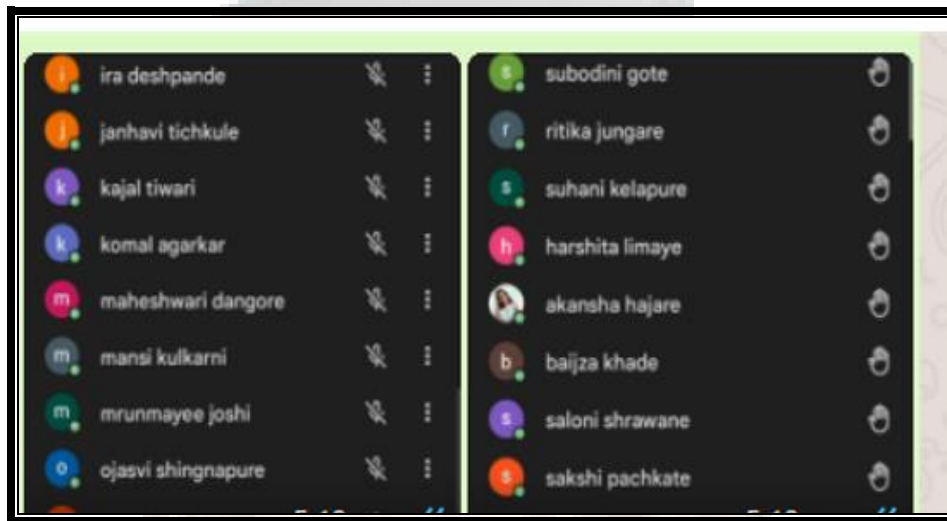 i ira deshpande
j janhavi tichkule
k kajal tiwari
k komal agarkar
m maheshwari dangore
m mansi kulkarni
m mrunmayee joshi
o ojasvi shingnapure
s subodini gote
r ritika jungare
s suhani kelapure
h harshita limaye
akansha hajare
b baijza khade
s saloni shrawane
s sakshi pachkate